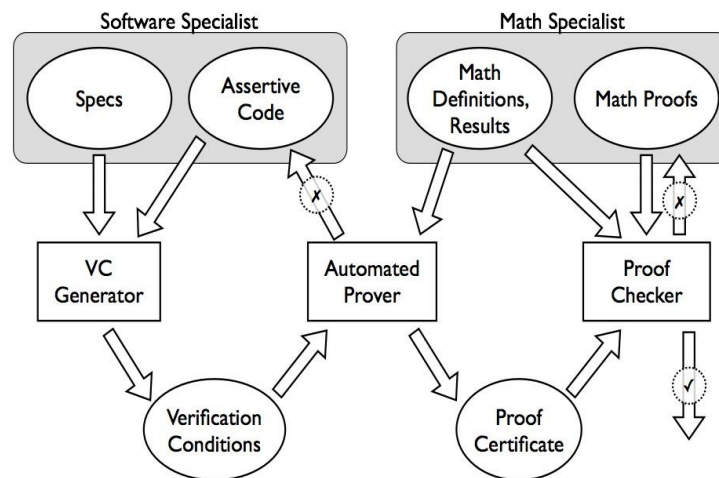 Software Specialist
Math Specialist
Specs
Assertive
Code
Math
Definitions,
Results
Math Proofs
✗
✗
VC
Generator
Automated
Prover
Proof
Checker
✓
Verification
Conditions
Proof
Certificate